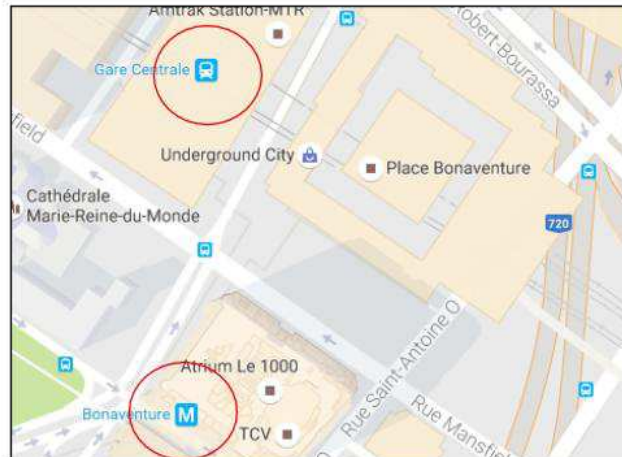 Amtrak Station-MTR
Gare Centrale
Robert-Bourassa
field
Underground City
Place Bonaventure
Cathédrale
Marie-Reine-du-Monde
720
Atrium Le 1000
Rue Saint-Antoine O
Bonaventure M
Rue Mansfield
TCV